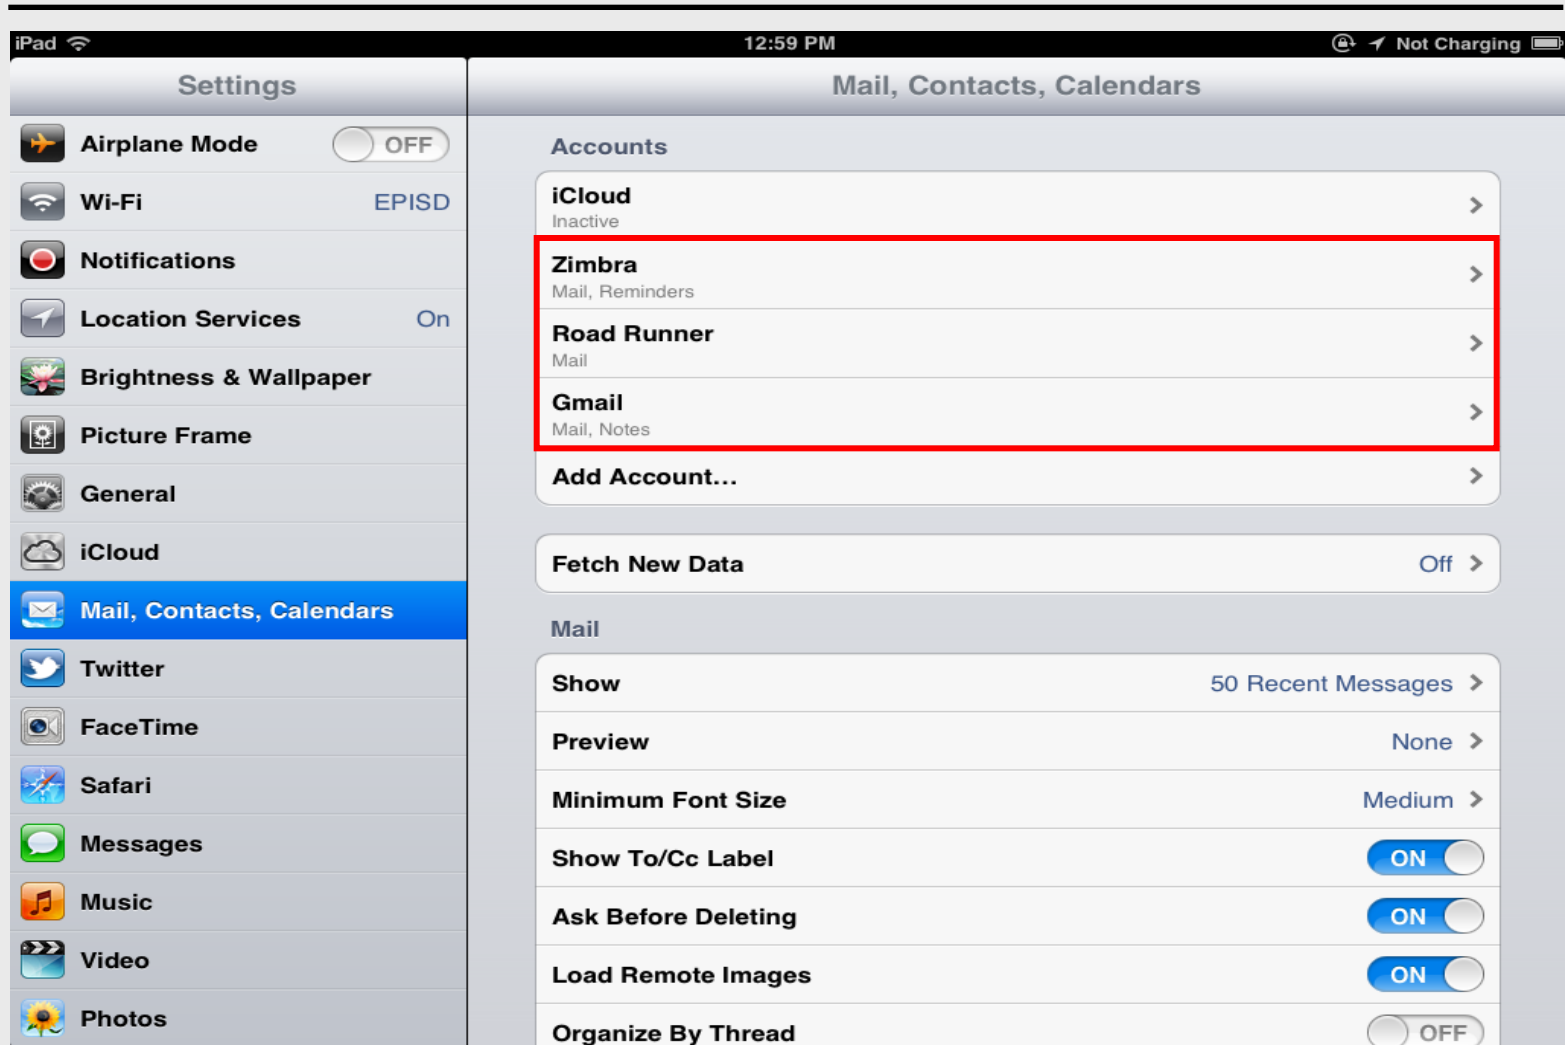 iPad
12:59 PM
Not Charging
Settings
Mail, Contacts, Calendars
Airplane Mode OFF
Wi-Fi EPISD
Notifications
Location Services On
Brightness & Wallpaper
Picture Frame
General
iCloud
Mail, Contacts, Calendars
Twitter
FaceTime
Safari
Messages
Music
Video
Photos
Accounts
iCloud
Inactive
Zimbra
Mail, Reminders
Road Runner
Mail
Gmail
Mail, Notes
Add Account...
Fetch New Data Off
Mail
Show 50 Recent Messages
Preview None
Minimum Font Size Medium
Show To/Cc Label ON
Ask Before Deleting ON
Load Remote Images ON
Organize By Thread OFF